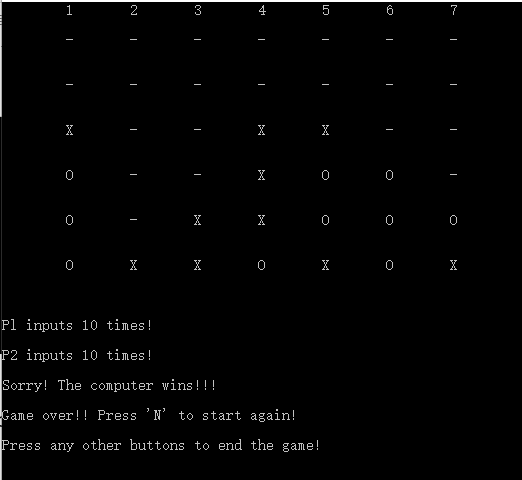 1 2 3 4 5 6 7
- - - - - - -
- - - - - - -
X - - X X - -
O - - X O O -
O - X X O O O
O X X O X O X
P1 inputs 10 times!
P2 inputs 10 times!
Sorry! The computer wins!!!
Game over!! Press 'N' to start again!
Press any other buttons to end the game!